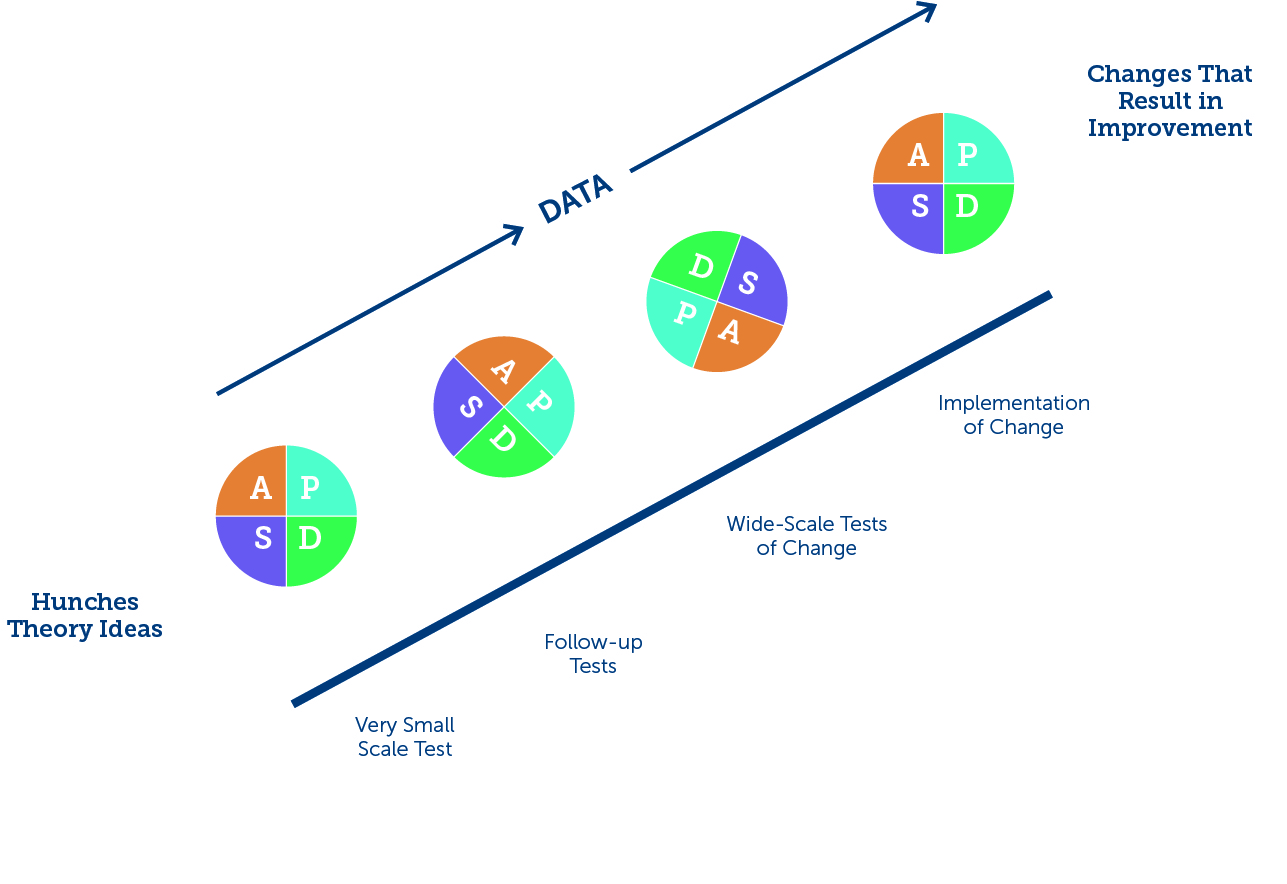 Changes That
Result in
Improvement
DATA
A P
S D
D S
P A
A
S P
D
A P
S D
Hunches
Theory Ideas
Implementation
of Change
Wide-Scale Tests
of Change
Follow-up
Tests
Very Small
Scale Test